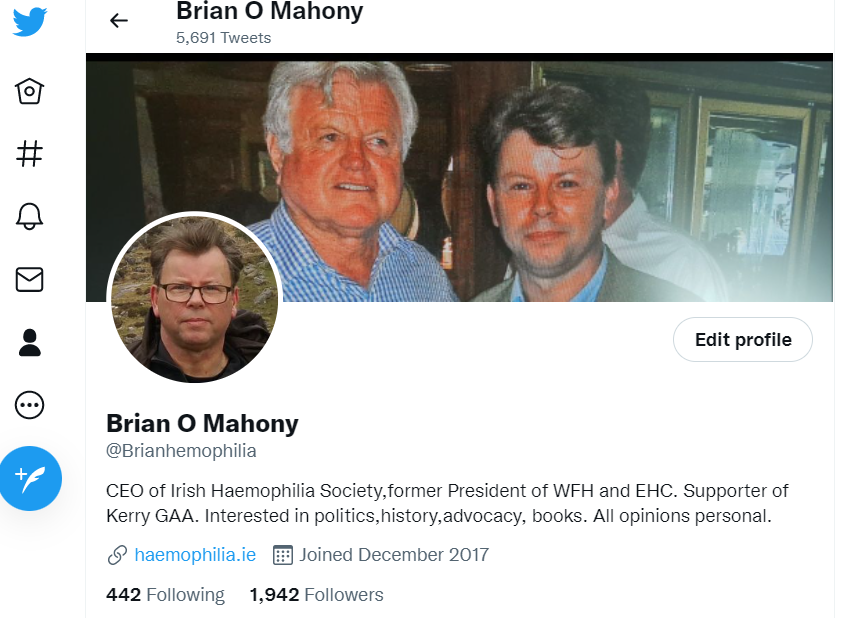 Brian O Mahony
5,691 Tweets
Edit profile
Brian O Mahony
@Brianhemophilia
CEO of Irish Haemophilia Society,former President of WFH and EHC. Supporter of
Kerry GAA. Interested in politics,history,advocacy, books. All opinions personal.
haemophilia.ie Joined December 2017
442 Following 1,942 Followers